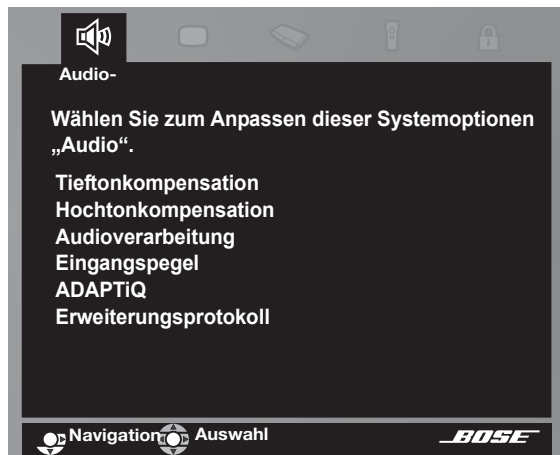 Audio-
Wählen Sie zum Anpassen dieser Systemoptionen
„Audio“.
Tieftonkompensation
Hochtonkompensation
Audioverarbeitung
Eingangspegel
ADAPTiQ
Erweiterungsprotokoll
Navigation Auswahl BOSE